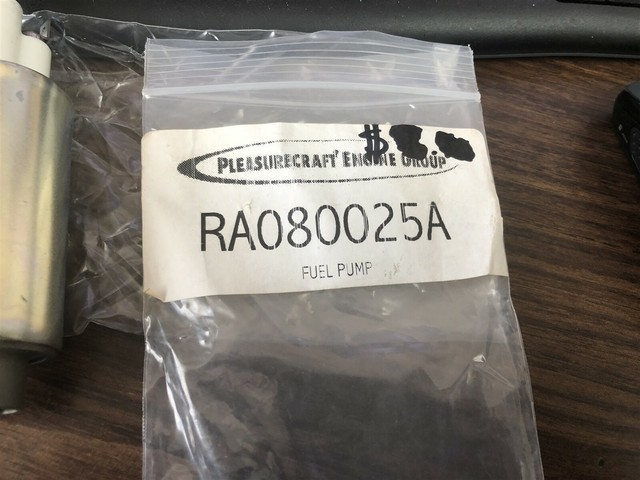 $
PLEASURECRAFT ENGINE GROUP
RA080025A
FUEL PUMP